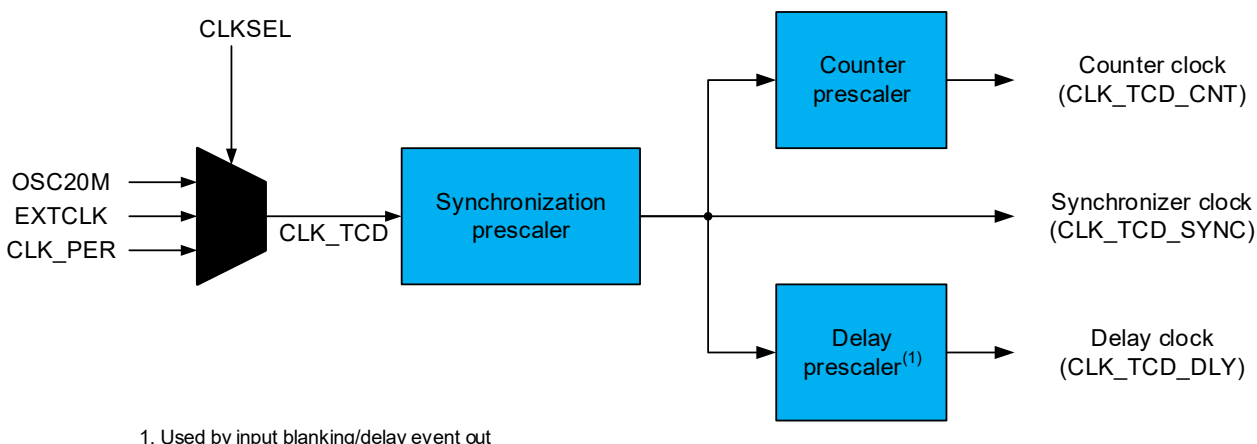 CLKSEL
OSC20M
EXTCLK
CLK_PER
CLK_TCD
Synchronization
prescaler
Counter
prescaler
Counter clock
(CLK_TCD_CNT)
Synchronizer clock
(CLK_TCD_SYNC)
Delay
prescaler(1)
Delay clock
(CLK_TCD_DLY)
1. Used by input blanking/delay event out